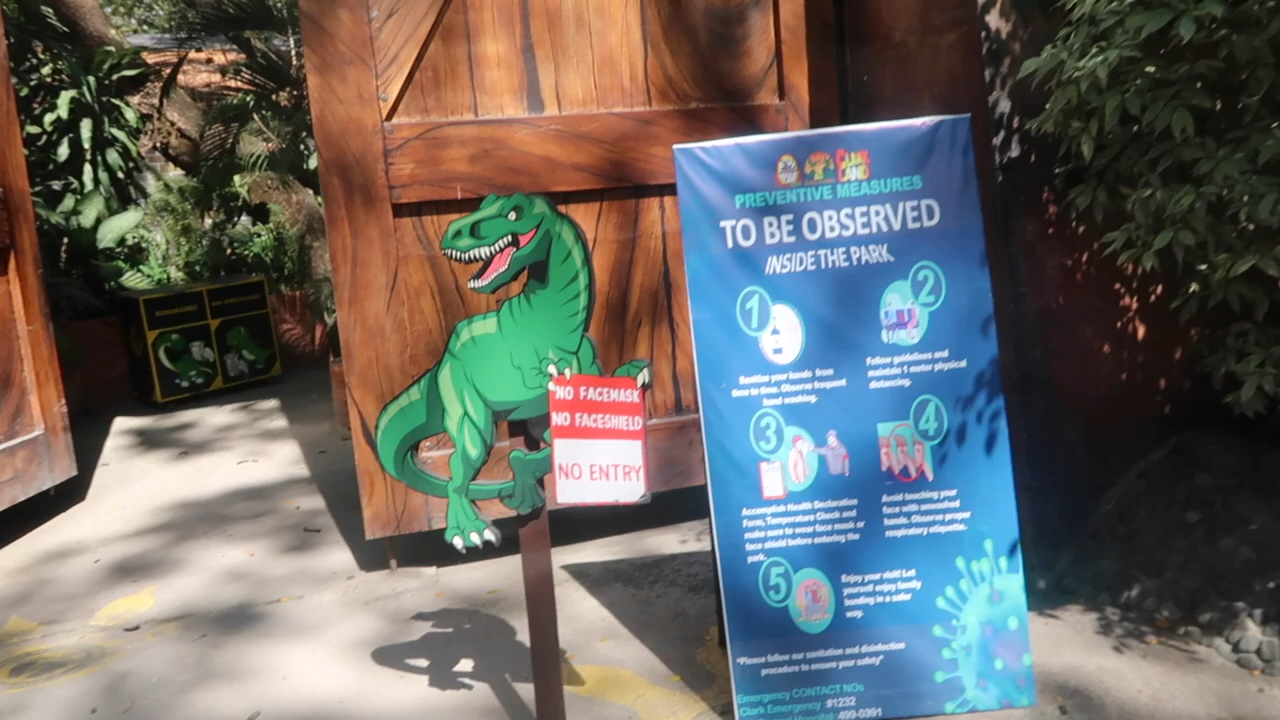 NO FACEMASK
NO FACESHIELD
NO ENTRY
CLARK
LAND
PREVENTIVE MEASURES
TO BE OBSERVED
INSIDE THE PARK
1
Sanitize your hands from
time to time. Observe frequent
hand washing.
2
Follow guidelines and
maintain 1 meter physical
distancing.
3
Accomplish Health Declaration
Form, Temperature Check and
make sure to wear face mask or
face shield before entering the
park.
4
Avoid touching your
face with unwashed
hands. Observe proper
respiratory etiquette.
5
Enjoy your visit! Let
yourself enjoy family
bonding in a safer
way.
"Please follow our sanitation and disinfection
procedure to ensure your safety"
Emergency CONTACT NOs
Clark Emergency :#1232
Hospital :499-0391